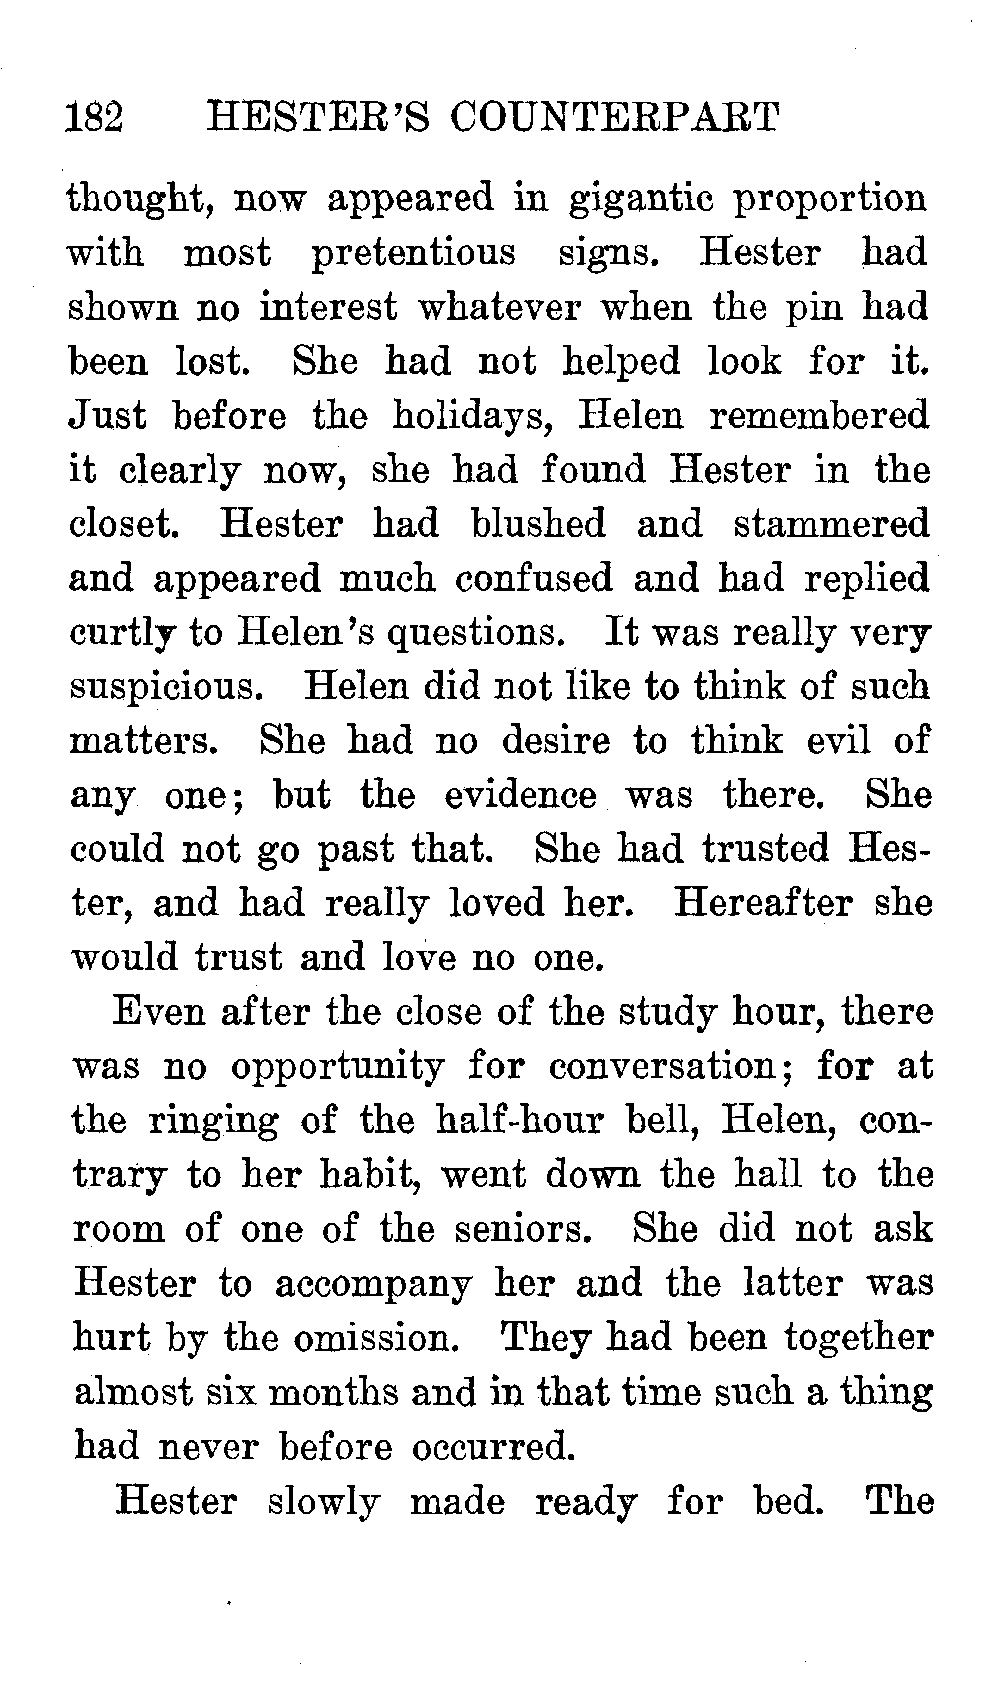 182 HESTER'S COUNTERPART
thought, now appeared in gigantic proportion
with most pretentious signs. Hester had
shown no interest whatever when the pin had
been lost. She had not helped look for it.
Just before the holidays, Helen remembered
it clearly now, she had found Hester in the
closet. Hester had blushed and stammered
and appeared much confused and had replied
curtly to Helen's questions. It was really very
suspicious. Helen did not like to think of such
matters. She had no desire to think evil of
any one; but the evidence was there. She
could not go past that. She had trusted Hes-
ter, and had really loved her. Hereafter she
would trust and love no one.
Even after the close of the study hour, there
was no opportunity for conversation; for at
the ringing of the half-hour bell, Helen, con-
trary to her habit, went down the hall to the
room of one of the seniors. She did not ask
Hester to accompany her and the latter was
hurt by the omission. They had been together
almost six months and in that time such a thing
had never before occurred.
Hester slowly made ready for bed. The